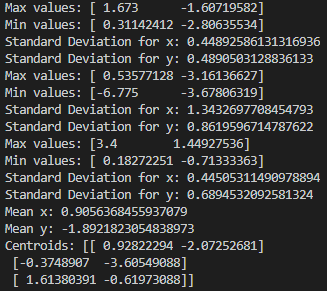 Max values: [ 1.673      -1.60719582]
Min values: [ 0.31142412 -2.80635534]
Standard Deviation for x: 0.44892586131316936
Standard Deviation for y: 0.4890503128836133
Max values: [ 0.53577128 -3.16136627]
Min values: [-6.775      -3.67806319]
Standard Deviation for x: 1.3432697708454793
Standard Deviation for y: 0.8619596714787622
Max values: [3.4        1.44927536]
Min values: [ 0.18272251 -0.71333363]
Standard Deviation for x: 0.44505311490978894
Standard Deviation for y: 0.6894532092581324
Mean x: 0.9056368455937079
Mean y: -1.8921823054838973
Centroids: [[ 0.92822294 -2.07252681]
 [-0.3748907  -3.60549088]
 [ 1.61380391 -0.61973088]]